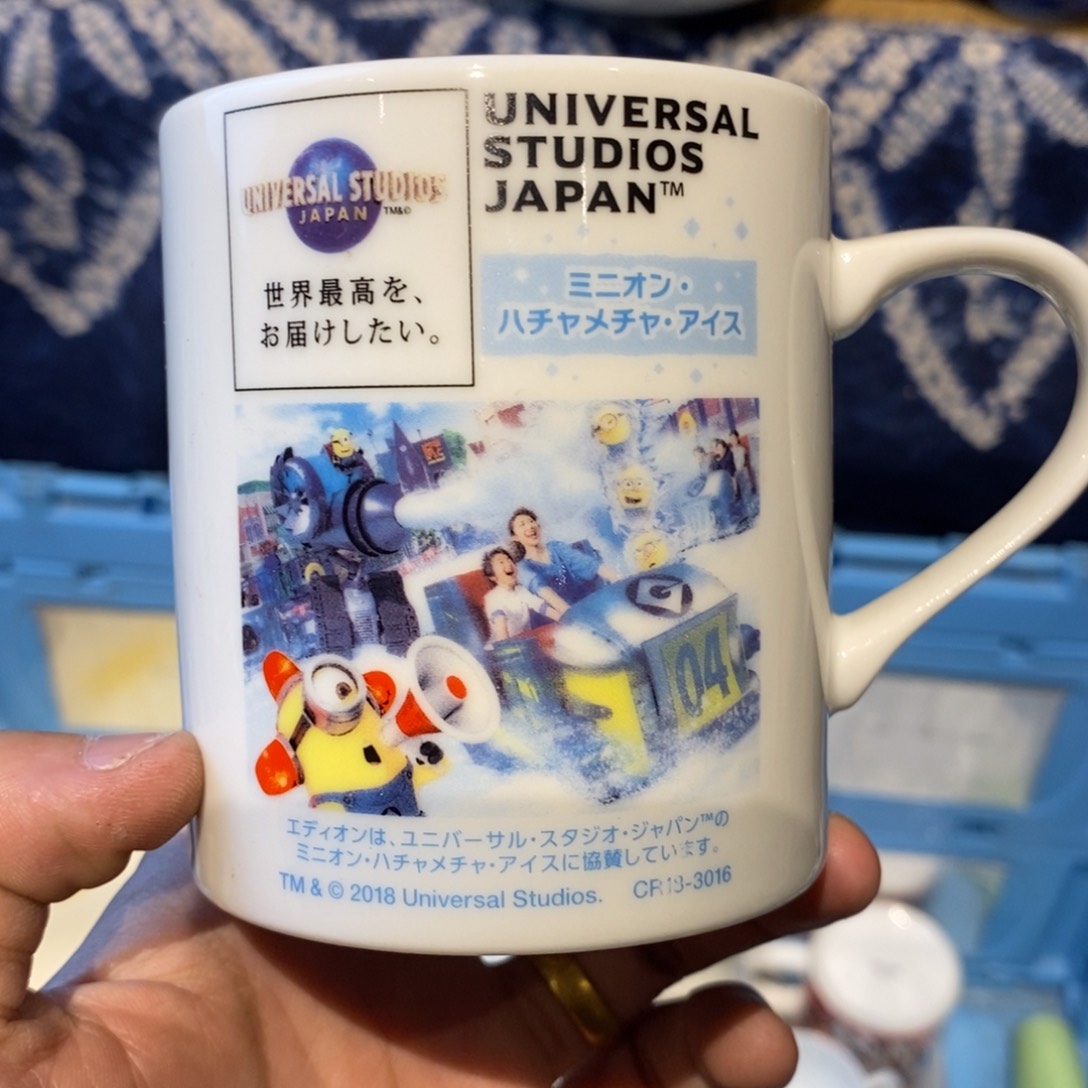 UNIVERSAL STUDIOS
JAPAN ™&©
世界最高を、
お届けしたい。
UNIVERSAL
STUDIOS
JAPAN™
ミニオン・
ハチャメチャ・アイス
04
エディオンは、ユニバーサル・スタジオ・ジャパン™の
ミニオン・ハチャメチャ・アイスに協賛しています。
TM & © 2018 Universal Studios. CR18-3016